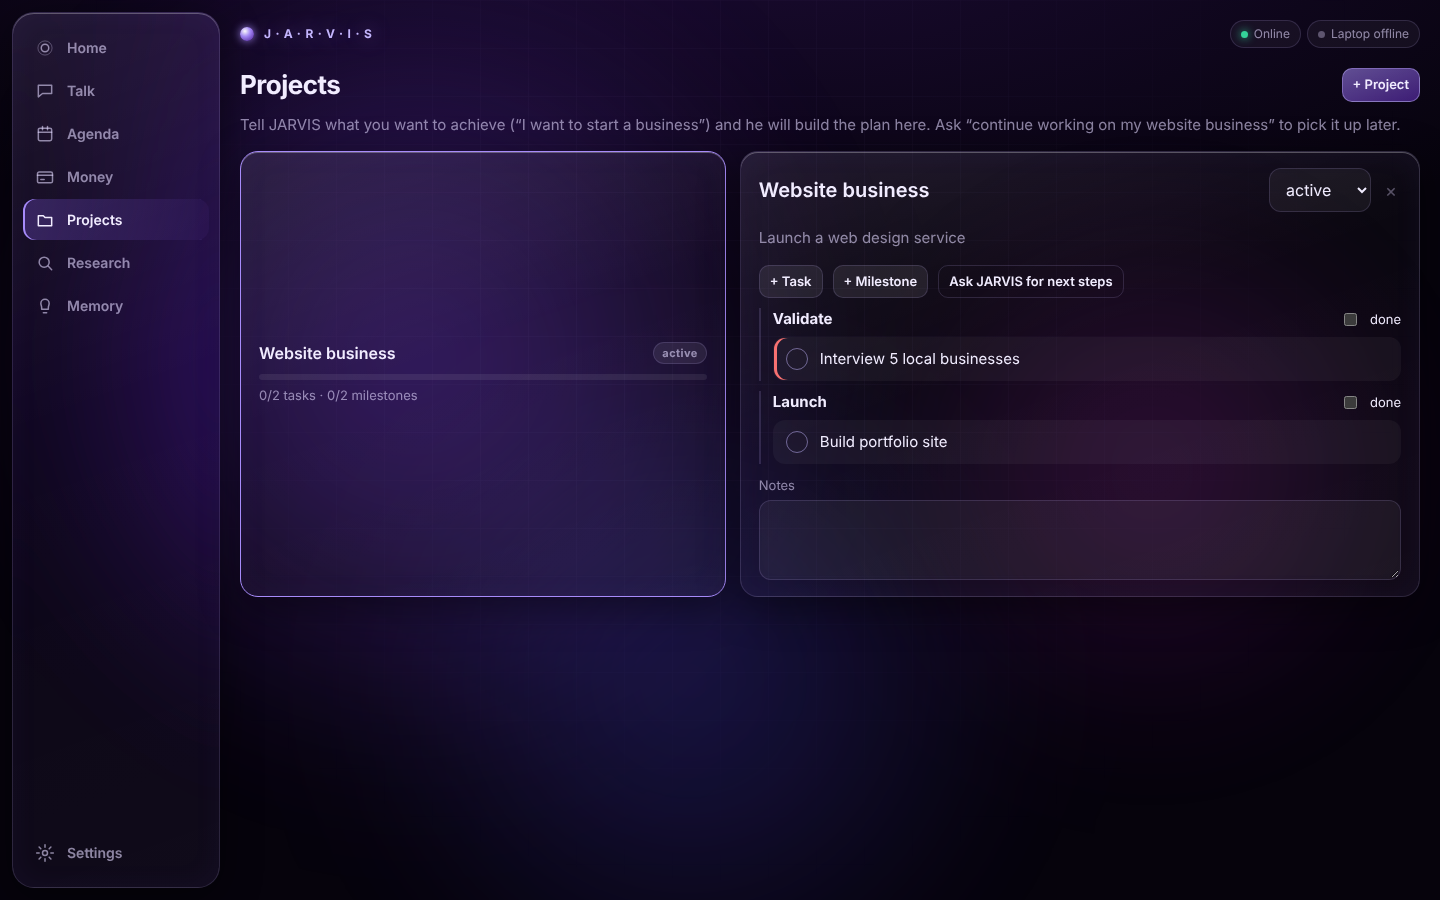 Home
Talk
Agenda
Money
Projects
Research
Memory
Settings
J·A·R·V·I·S
Online
Laptop offline
Projects
+ Project
Tell JARVIS what you want to achieve (“I want to start a business”) and he will build the plan here. Ask “continue working on my website business” to pick it up later.
Website business
active
0/2 tasks · 0/2 milestones
Website business
active
×
Launch a web design service
+ Task
+ Milestone
Ask JARVIS for next steps
Validate
done
Interview 5 local businesses
Launch
done
Build portfolio site
Notes